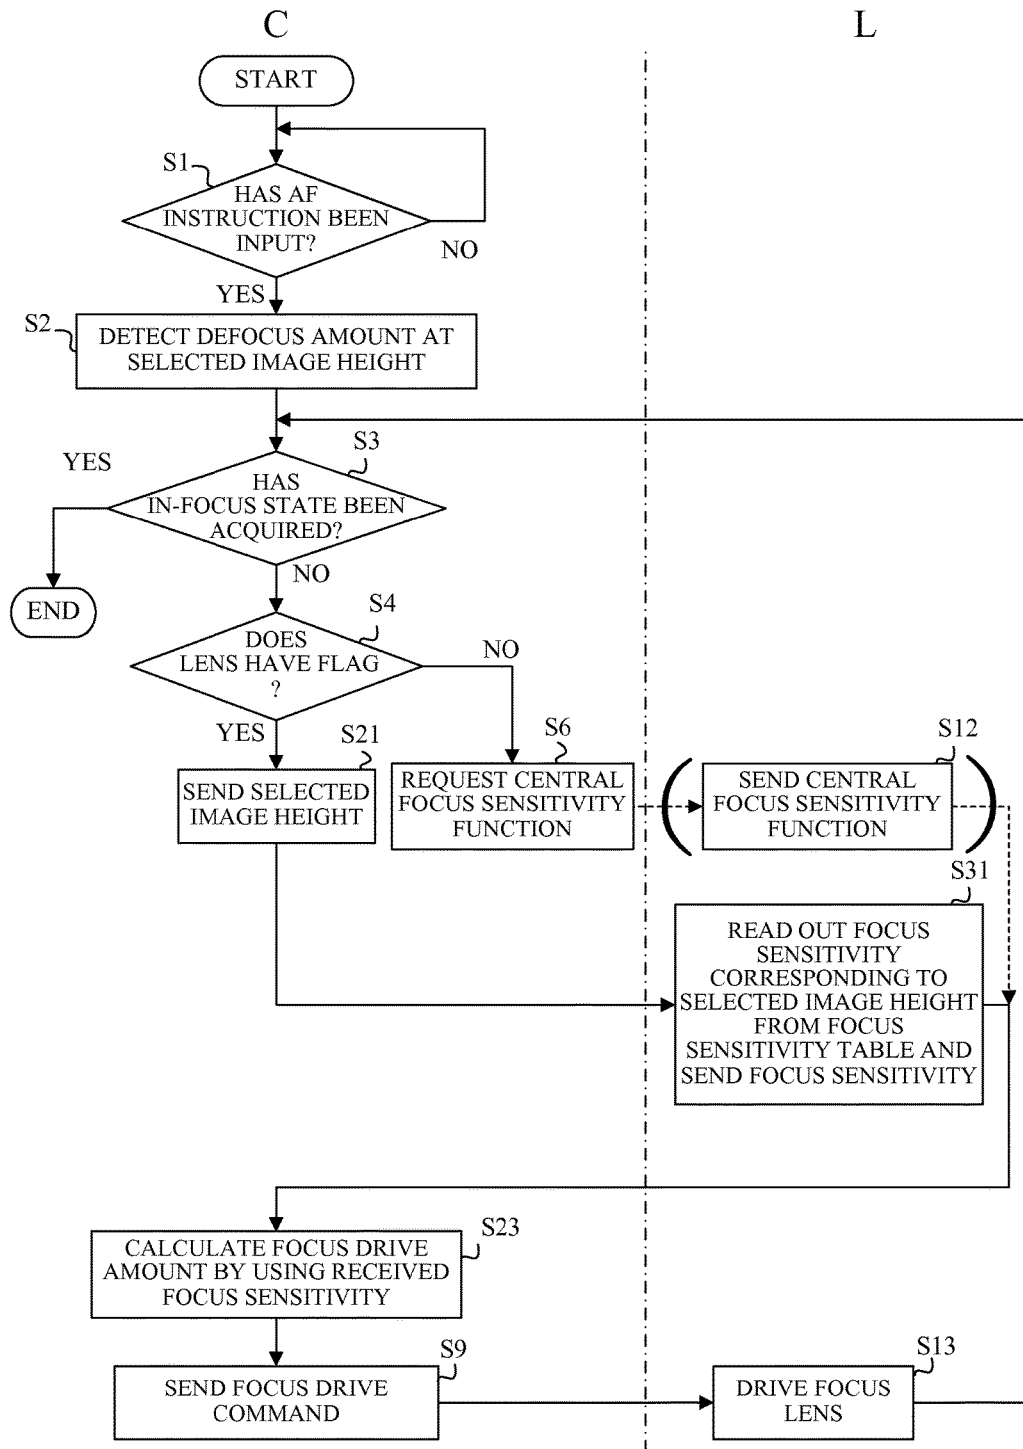 C
L
START
S1
HAS AF
INSTRUCTION BEEN
INPUT?
NO
YES
S2
DETECT DEFOCUS AMOUNT AT
SELECTED IMAGE HEIGHT
S3
YES
HAS
IN-FOCUS STATE BEEN
ACQUIRED?
NO
END
S4
DOES
LENS HAVE FLAG
?
NO
YES
S21
SEND SELECTED
IMAGE HEIGHT
S6
REQUEST CENTRAL
FOCUS SENSITIVITY
FUNCTION
S12
SEND CENTRAL
FOCUS SENSITIVITY
FUNCTION
S31
READ OUT FOCUS
SENSITIVITY
CORRESPONDING TO
SELECTED IMAGE HEIGHT
FROM FOCUS
SENSITIVITY TABLE AND
SEND FOCUS SENSITIVITY
S23
CALCULATE FOCUS DRIVE
AMOUNT BY USING RECEIVED
FOCUS SENSITIVITY
S9
SEND FOCUS DRIVE
COMMAND
S13
DRIVE FOCUS
LENS